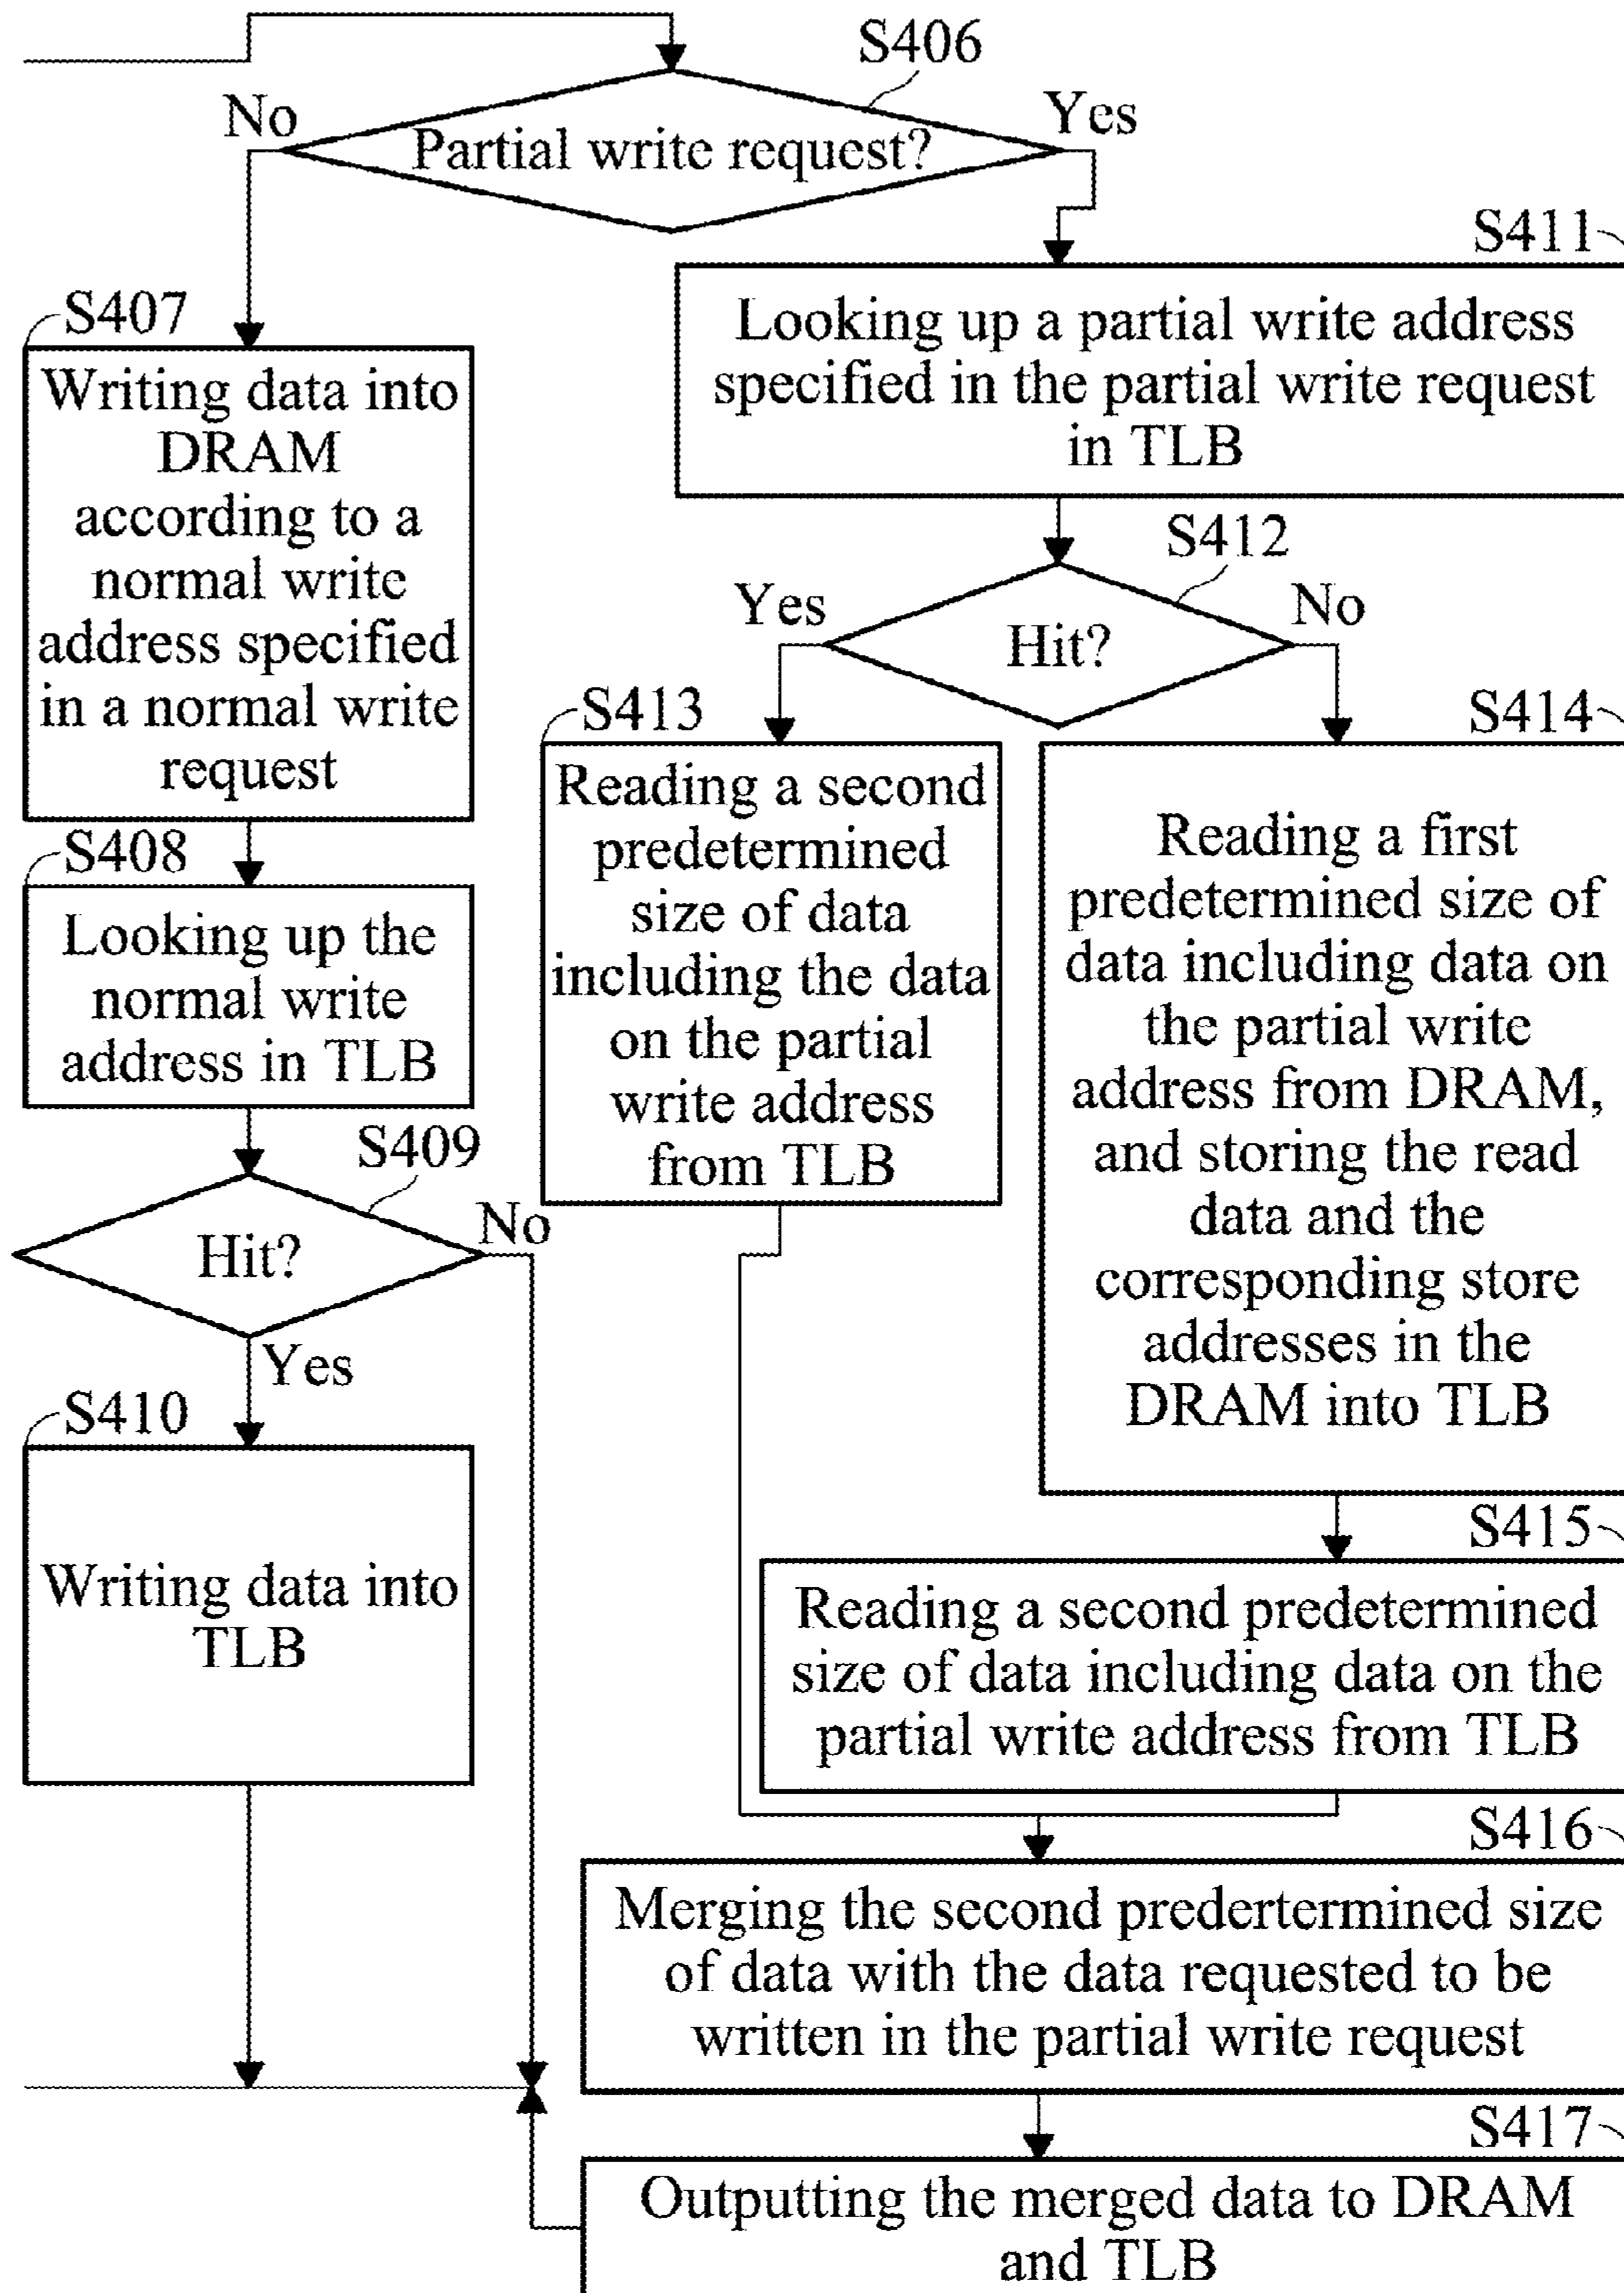 S406
No
Yes
Partial write request?
S411
Looking up a partial write address
specified in the partial write request
in TLB
S407
Writing data into
DRAM
according to a
normal write
address specified
in a normal write
request
S412
Yes
No
Hit?
S413
Reading a second
predetermined
size of data
including the data
on the partial
write address
from TLB
S414
Reading a first
predetermined size of
data including data on
the partial write
address from DRAM,
and storing the read
data and the
corresponding store
addresses in the
DRAM into TLB
S408
Looking up the
normal write
address in TLB
S409
No
Hit?
Yes
S410
Writing data into
TLB
S415
Reading a second predetermined
size of data including data on the
partial write address from TLB
S416
Merging the second predertermined size
of data with the data requested to be
written in the partial write request
S417
Outputting the merged data to DRAM
and TLB